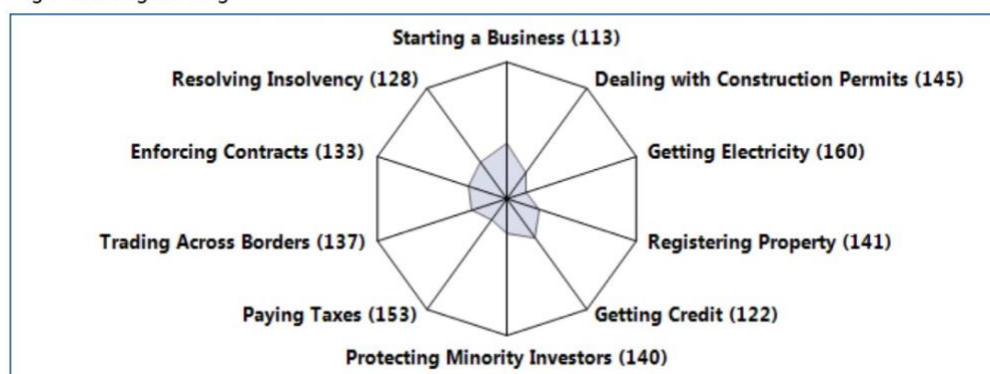 Starting a Business (113)
Resolving Insolvency (128)
Dealing with Construction Permits (145)
Enforcing Contracts (133)
Getting Electricity (160)
Trading Across Borders (137)
Registering Property (141)
Paying Taxes (153)
Getting Credit (122)
Protecting Minority Investors (140)